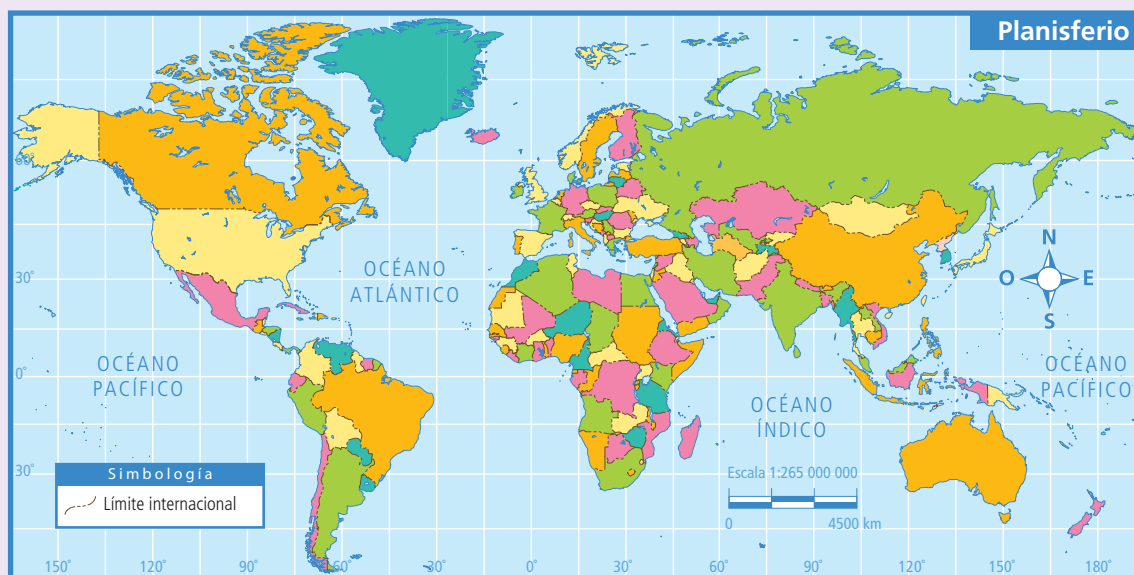 Planisferio
60°
OCÉANO
ATLÁNTICO
N
O
E
S
30°
OCÉANO
PACÍFICO
OCÉANO
PACÍFICO
0°
OCÉANO
ÍNDICO
Simbología
Límite internacional
30°
Escala 1:265 000 000
0
4500 km
150°
120°
90°
60°
30°
0°
30°
60°
90°
120°
150°
180°